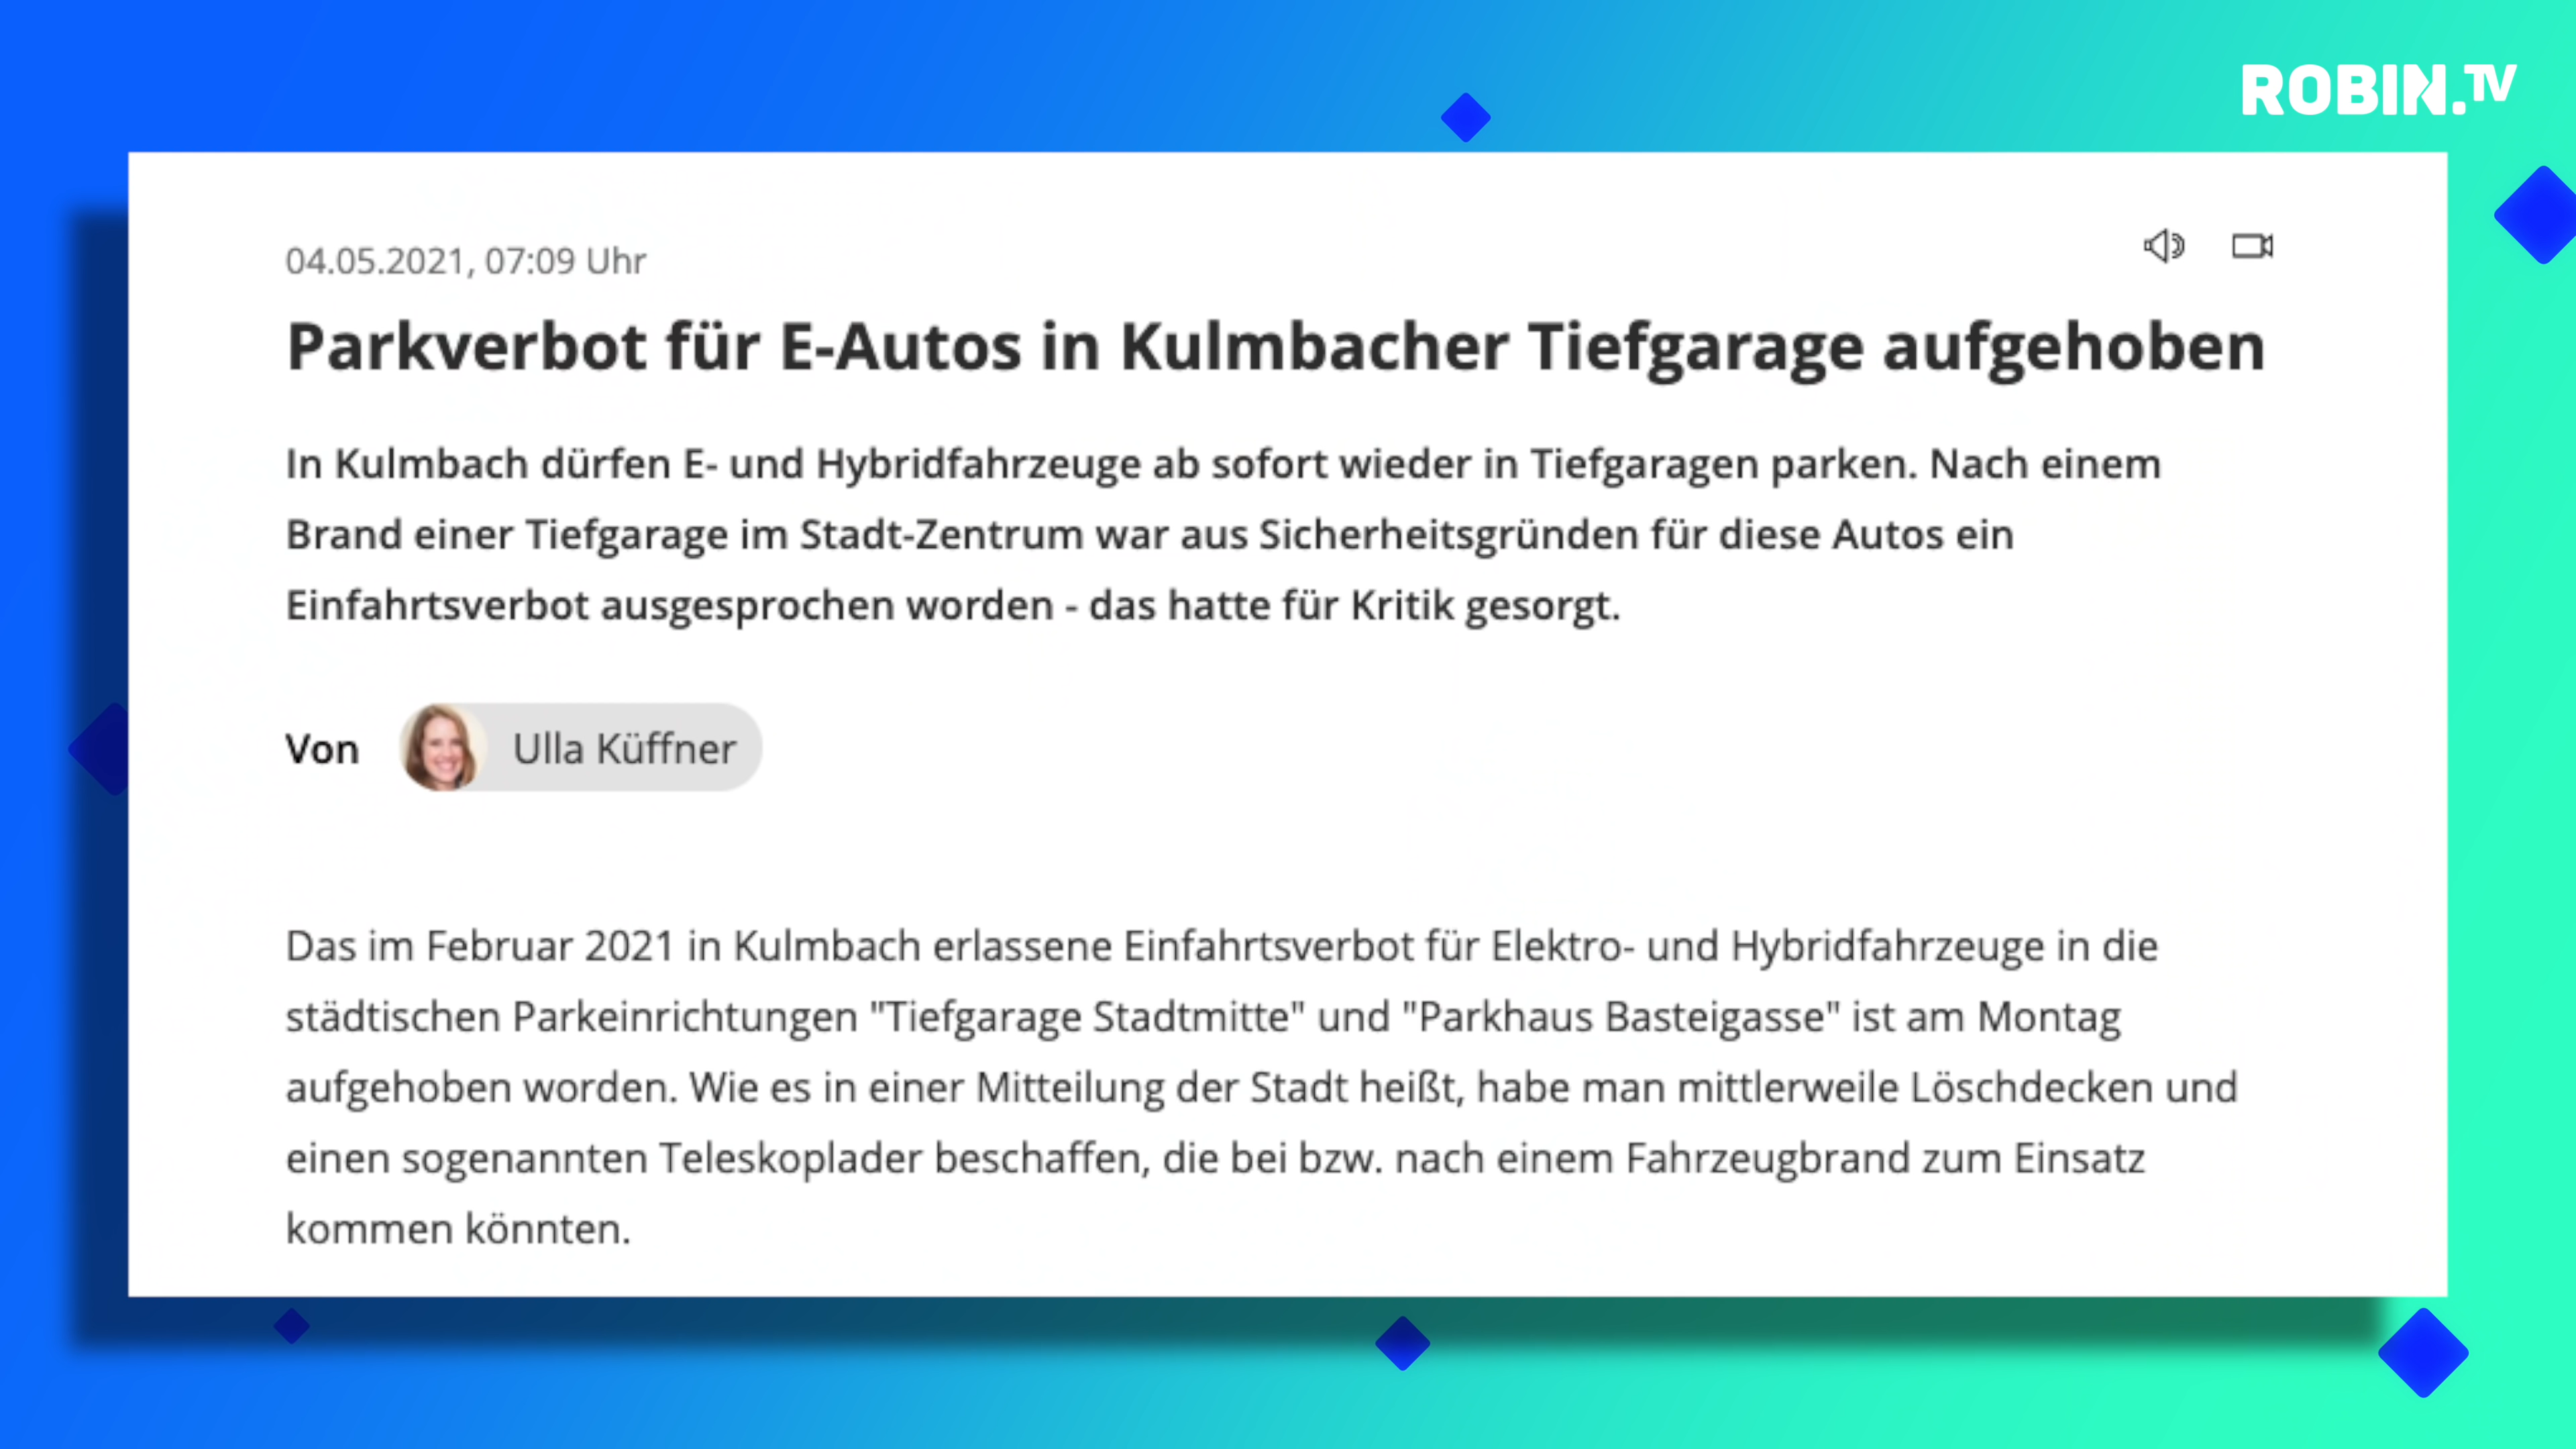 ROBIN.TV
04.05.2021, 07:09 Uhr
Parkverbot für E-Autos in Kulmbacher Tiefgarage aufgehoben
In Kulmbach dürfen E- und Hybridfahrzeuge ab sofort wieder in Tiefgaragen parken. Nach einem
Brand einer Tiefgarage im Stadt-Zentrum war aus Sicherheitsgründen für diese Autos ein
Einfahrtsverbot ausgesprochen worden - das hatte für Kritik gesorgt.
Von Ulla Küffner
Das im Februar 2021 in Kulmbach erlassene Einfahrtsverbot für Elektro- und Hybridfahrzeuge in die
städtischen Parkeinrichtungen "Tiefgarage Stadtmitte" und "Parkhaus Basteigasse" ist am Montag
aufgehoben worden. Wie es in einer Mitteilung der Stadt heißt, habe man mittlerweile Löschdecken und
einen sogenannten Teleskoplader beschaffen, die bei bzw. nach einem Fahrzeugbrand zum Einsatz
kommen könnten.